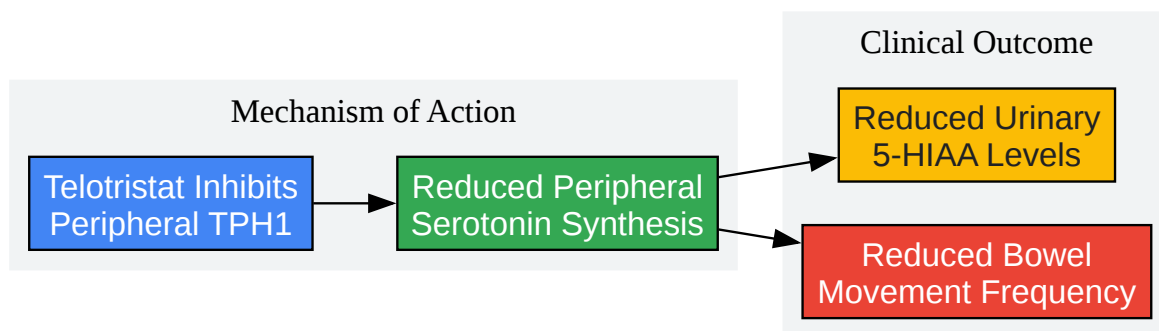 Mechanism of Action
Telotristat Inhibits
Peripheral TPH1
Reduced Peripheral
Serotonin Synthesis
Clinical Outcome
Reduced Urinary
5-HIAA Levels
Reduced Bowel
Movement Frequency